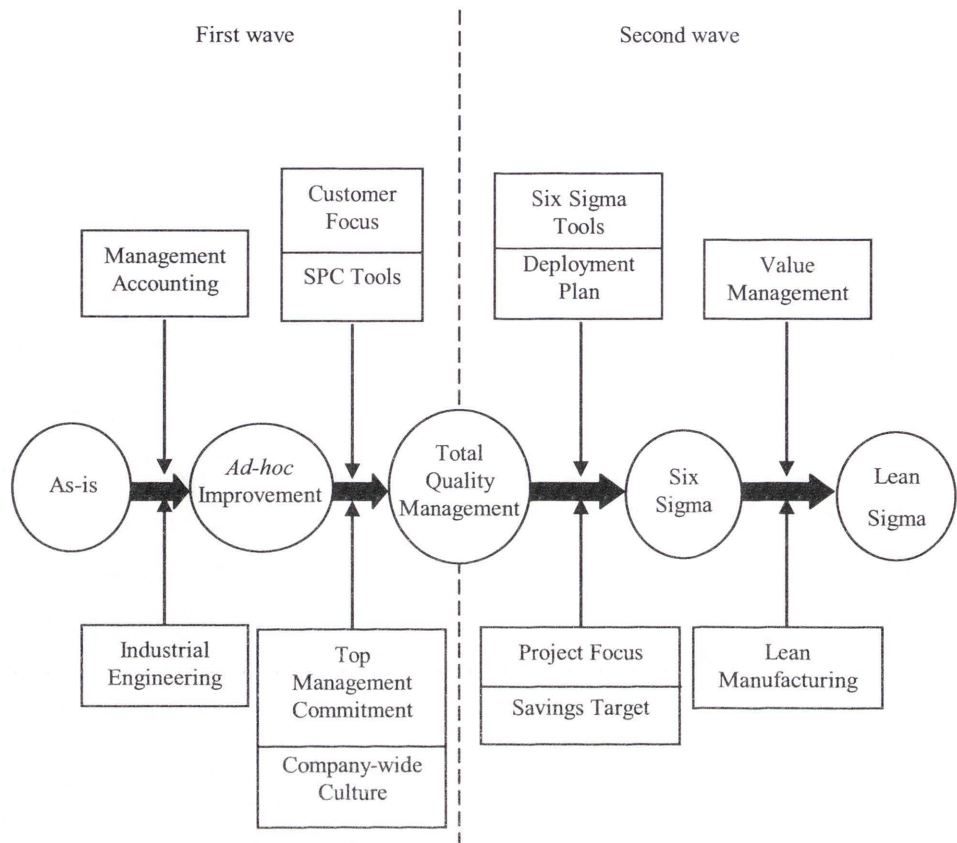 First wave
Second wave
Customer
Focus
SPC Tools
Six Sigma
Tools
Deployment
Plan
Management
Accounting
Value
Management
As-is
Ad-hoc
Improvement
Total
Quality
Management
Six
Sigma
Lean
Sigma
Industrial
Engineering
Top
Management
Commitment
Company-wide
Culture
Project Focus
Savings Target
Lean
Manufacturing